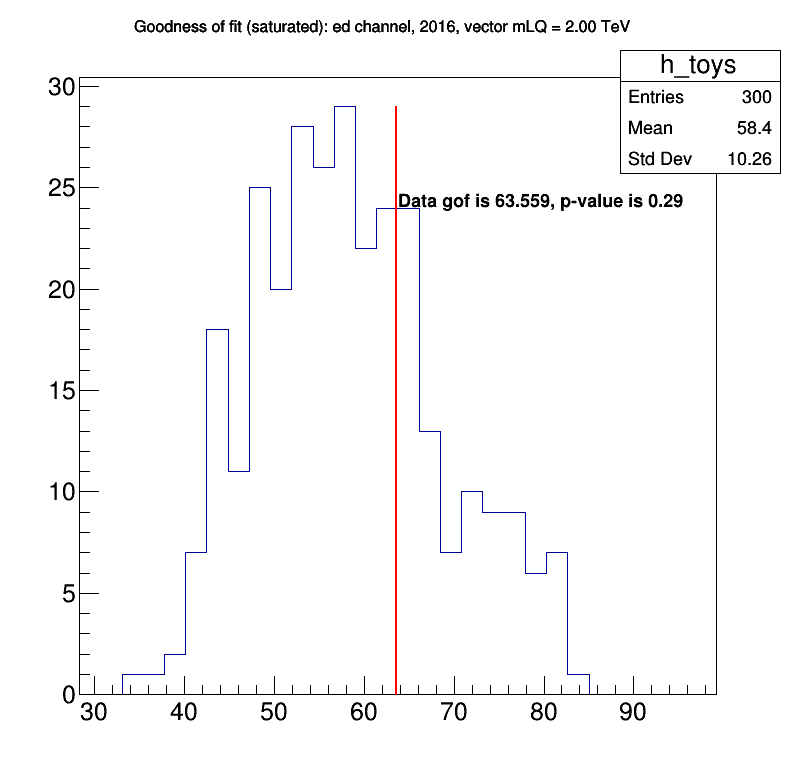 Goodness of fit (saturated): ed channel, 2016, vector mLQ = 2.00 TeV
h_toys
Entries 300
Mean 58.4
Std Dev 10.26
Data gof is 63.559, p-value is 0.29
30
25
20
15
10
5
0
30 40 50 60 70 80 90